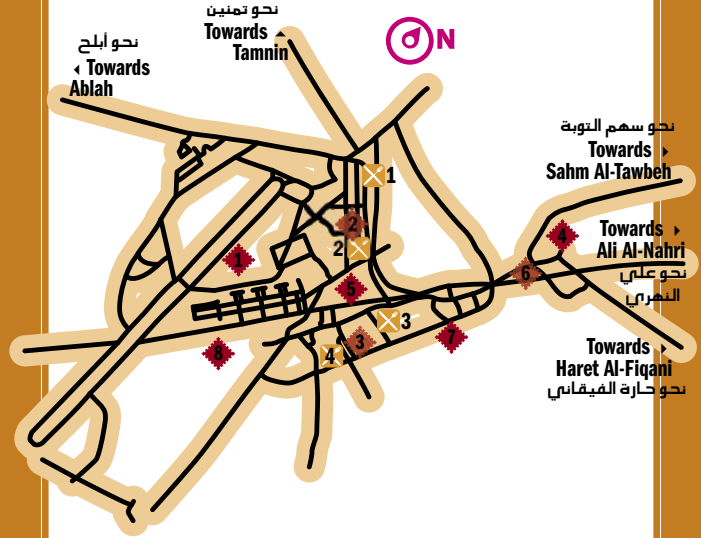 نحو تمنين
Towards
Tamnin
N
نحو أبلح
Towards
Ablah
نحو سهم التوبة
Towards
Sahm Al-Tawbeh
1
2
2
4
Towards
Ali Al-Nahri
نحو علي
النهري
1
6
5
3
7
8
4
3
Towards
Haret Al-Fiqani
نحو حارة الفيقاني